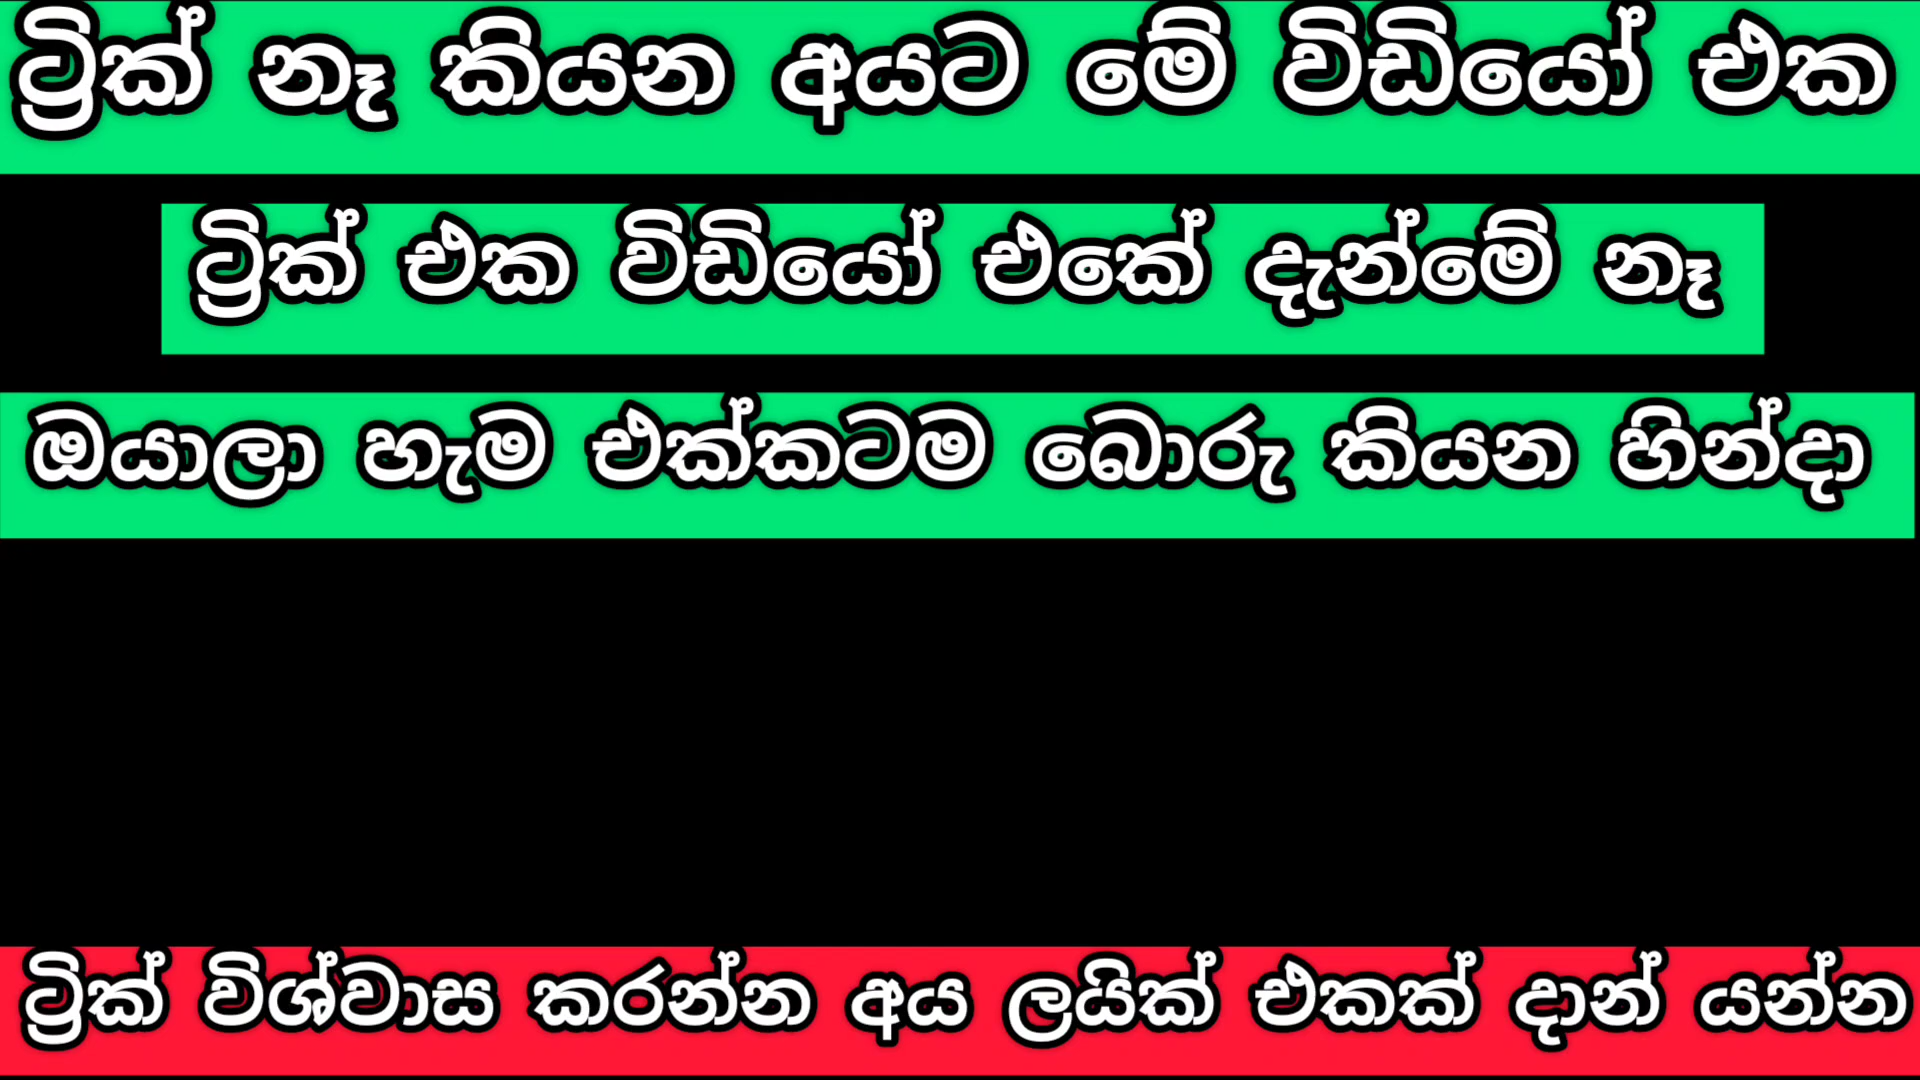 ට්‍රික් නෑ කියන අයට මේ විඩියෝ එක
ට්‍රික් එක විඩියෝ එකේ දැන්මේ නෑ
ඔයාලා හැම එක්කටම බොරු කියන හින්දා
ට්‍රික් විශ්වාස කරන්න අය ලයික් එකක් දාන් යන්න